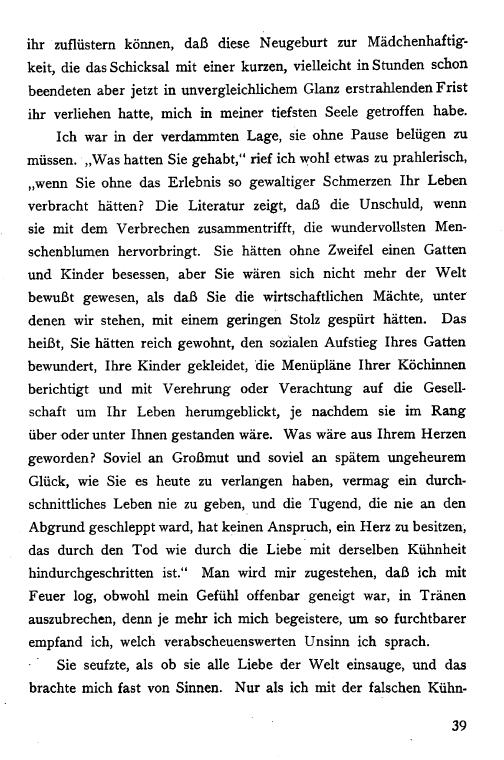 ihr zuflüstern können, daß diese Neugeburt zur Mädchenhaftig-
keit, die das Schicksal mit einer kurzen, vielleicht in Stunden schon
beendeten aber jetzt in unvergleichlichem Glanz erstrahlenden Frist
ihr verliehen hatte, mich in meiner tiefsten Seele getroffen habe.
Ich war in der verdammten Lage, sie ohne Pause belügen zu
müssen. „Was hatten Sie gehabt,“ rief ich wohl etwas zu prahlerisch,
„wenn Sie ohne das Erlebnis so gewaltiger Schmerzen Ihr Leben
verbracht hätten? Die Literatur zeigt, daß die Unschuld, wenn
sie mit dem Verbrechen zusammentrifft, die wundervollsten Men-
schenblumen hervorbringt. Sie hätten ohne Zweifel einen Gatten
und Kinder besessen, aber Sie wären sich nicht mehr der Welt
bewußt gewesen, als daß Sie die wirtschaftlichen Mächte, unter
denen wir stehen, mit einem geringen Stolz gespürt hätten. Das
heißt, Sie hätten reich gewohnt, den sozialen Aufstieg Ihres Gatten
bewundert, Ihre Kinder gekleidet, die Menüpläne Ihrer Köchinnen
berichtigt und mit Verehrung oder Verachtung auf die Gesell-
schaft um Ihr Leben herumgeblickt, je nachdem sie im Rang
über oder unter Ihnen gestanden wäre. Was wäre aus Ihrem Herzen
geworden? Soviel an Großmut und soviel an spätem ungeheurem
Glück, wie Sie es heute zu verlangen haben, vermag ein durch-
schnittliches Leben nie zu geben, und die Tugend, die nie an den
Abgrund geschleppt ward, hat keinen Anspruch, ein Herz zu besitzen,
das durch den Tod wie durch die Liebe mit derselben Kühnheit
hindurchgeschritten ist.“ Man wird mir zugestehen, daß ich mit
Feuer log, obwohl mein Gefühl offenbar geneigt war, in Tränen
auszubrechen, denn je mehr ich mich begeistere, um so furchtbarer
empfand ich, welch verabscheuenswerten Unsinn ich sprach.
Sie seufzte, als ob sie alle Liebe der Welt einsauge, und das
brachte mich fast von Sinnen. Nur als ich mit der falschen Kühn-
39